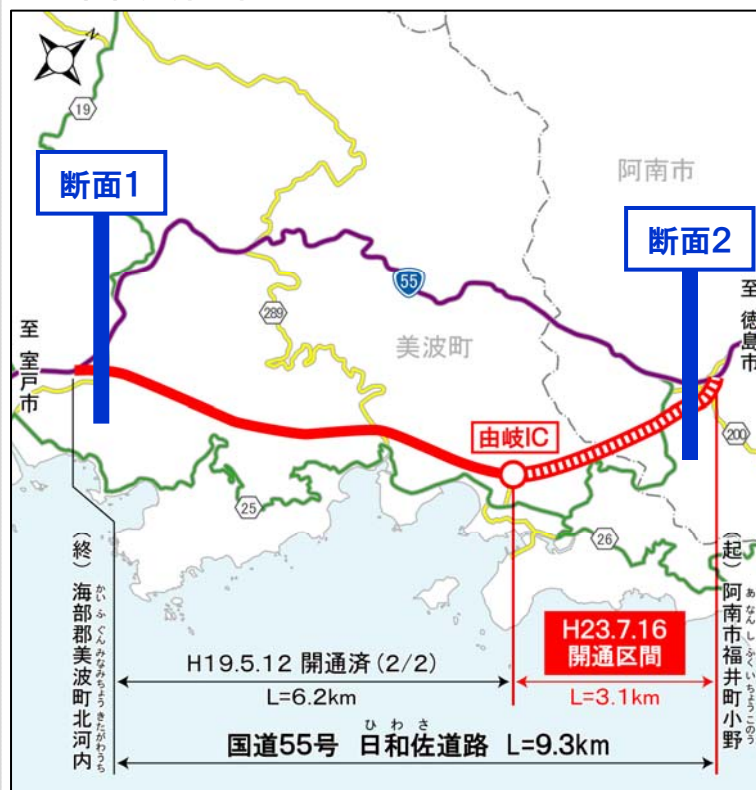 N
19
断面1
阿南市
断面2
至 徳島市
55
289
美波町
至 室戸市
由岐IC
200
25
26
(終) 海部郡美波町北河内
かいふぐんみなみちょうきたがわうち
(起) 阿南市福井町小野
あなんしふくいちょうこのう
H19.5.12 開通済(2/2)
L=6.2km
H23.7.16
開通区間
L=3.1km
ひわさ
国道55号 日和佐道路 L=9.3km